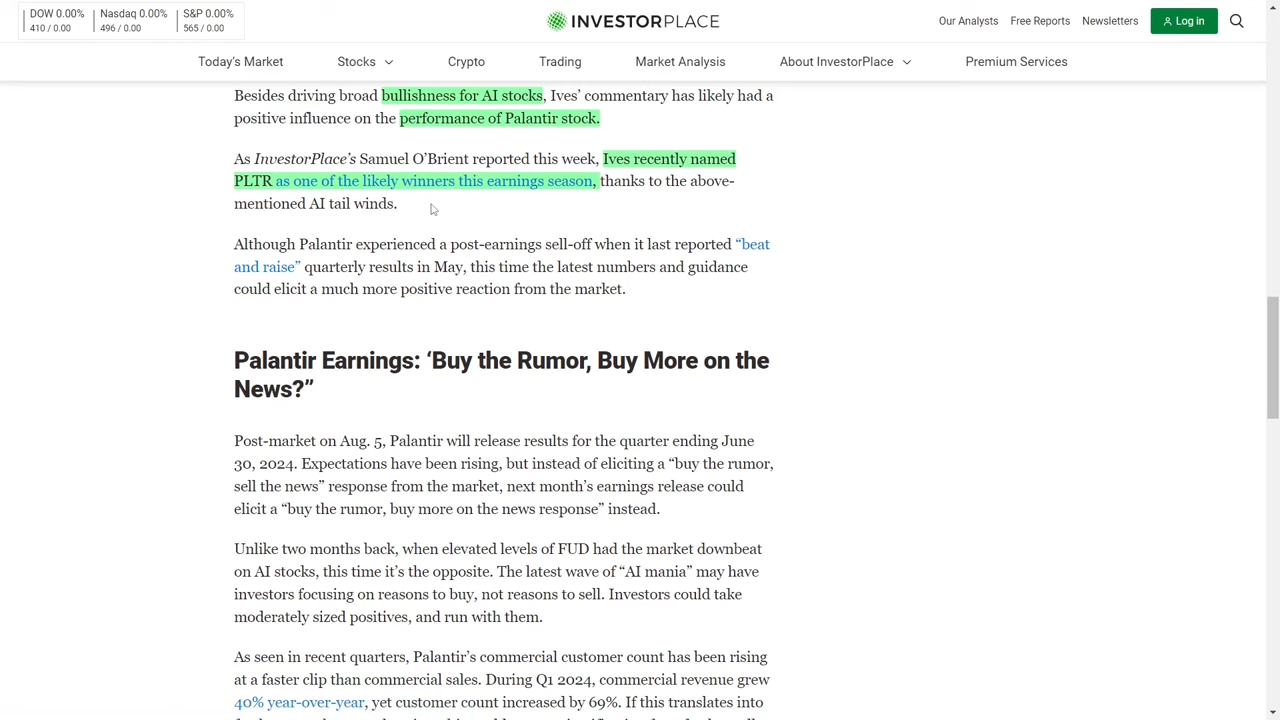 DOW 0.00% Nasdaq 0.00% S&P 0.00%
410 / 0.00 496 / 0.00 565 / 0.00
INVESTORPLACE
Our Analysts Free Reports Newsletters Log in
Today's Market Stocks Crypto Trading Market Analysis About InvestorPlace Premium Services
Besides driving broad bullishness for AI stocks, Ives’ commentary has likely had a
positive influence on the performance of Palantir stock.
As InvestorPlace’s Samuel O’Brient reported this week, Ives recently named
PLTR as one of the likely winners this earnings season, thanks to the above-
mentioned AI tail winds.
Although Palantir experienced a post-earnings sell-off when it last reported “beat
and raise” quarterly results in May, this time the latest numbers and guidance
could elicit a much more positive reaction from the market.
Palantir Earnings: ‘Buy the Rumor, Buy More on the
News?”
Post-market on Aug. 5, Palantir will release results for the quarter ending June
30, 2024. Expectations have been rising, but instead of eliciting a “buy the rumor,
sell the news” response from the market, next month’s earnings release could
elicit a “buy the rumor, buy more on the news response” instead.
Unlike two months back, when elevated levels of FUD had the market downbeat
on AI stocks, this time it’s the opposite. The latest wave of “AI mania” may have
investors focusing on reasons to buy, not reasons to sell. Investors could take
moderately sized positives, and run with them.
As seen in recent quarters, Palantir’s commercial customer count has been rising
at a faster clip than commercial sales. During Q1 2024, commercial revenue grew
40% year-over-year, yet customer count increased by 69%. If this translates into